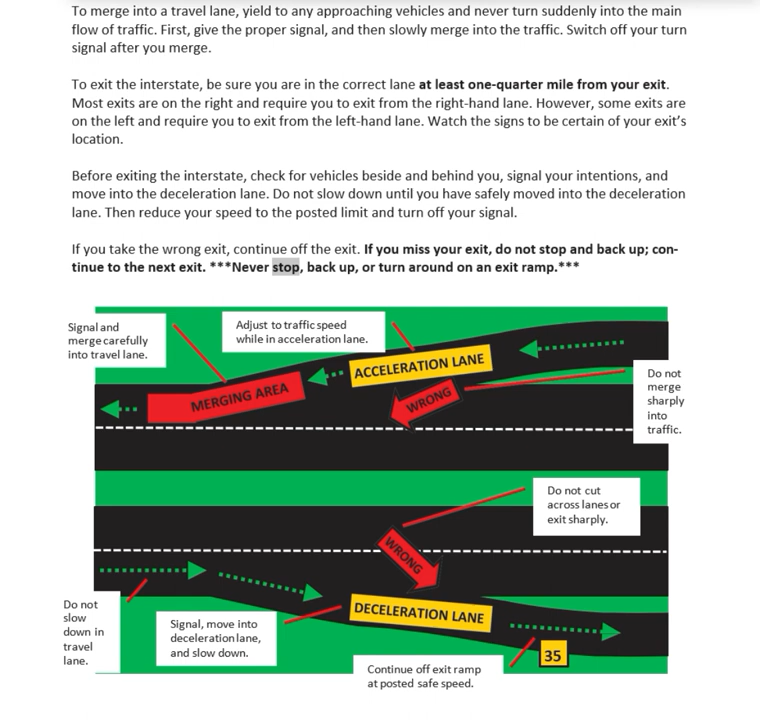 To merge into a travel lane, yield to any approaching vehicles and never turn suddenly into the main
flow of traffic. First, give the proper signal, and then slowly merge into the traffic. Switch off your turn
signal after you merge.
To exit the interstate, be sure you are in the correct lane at least one-quarter mile from your exit.
Most exits are on the right and require you to exit from the right-hand lane. However, some exits are
on the left and require you to exit from the left-hand lane. Watch the signs to be certain of your exit's
location.
Before exiting the interstate, check for vehicles beside and behind you, signal your intentions, and
move into the deceleration lane. Do not slow down until you have safely moved into the deceleration
lane. Then reduce your speed to the posted limit and turn off your signal.
If you take the wrong exit, continue off the exit. If you miss your exit, do not stop and back up; con-
tinue to the next exit. ***Never stop, back up, or turn around on an exit ramp.***
Signal and
merge carefully
into travel lane.
Adjust to traffic speed
while in acceleration lane.
ACCELERATION LANE
MERGING AREA
WRONG
Do not
merge
sharply
into
traffic.
Do not cut
across lanes or
exit sharply.
WRONG
Do not
slow
down in
travel
lane.
Signal, move into
deceleration lane,
and slow down.
DECELERATION LANE
35
Continue off exit ramp
at posted safe speed.